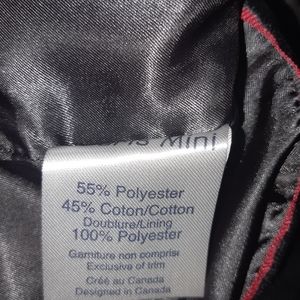 Mini
55% Polyester
45% Coton/Cotton
Doublure/Lining
100% Polyester
Garniture non comprise
Exclusive of trim
Créé au Canada
Designed in Canada